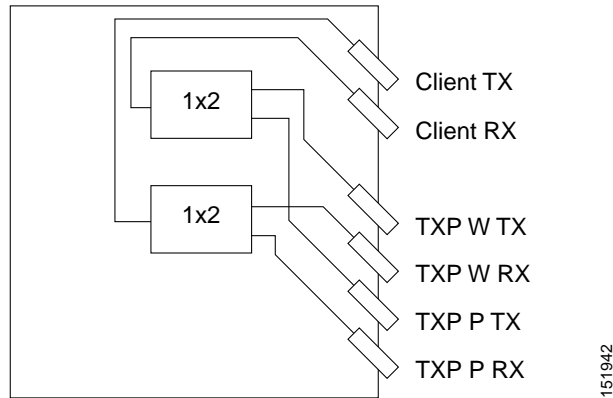 Client TX
1x2
Client RX
1x2
TXP W TX
TXP W RX
TXP P TX
TXP P RX
151942